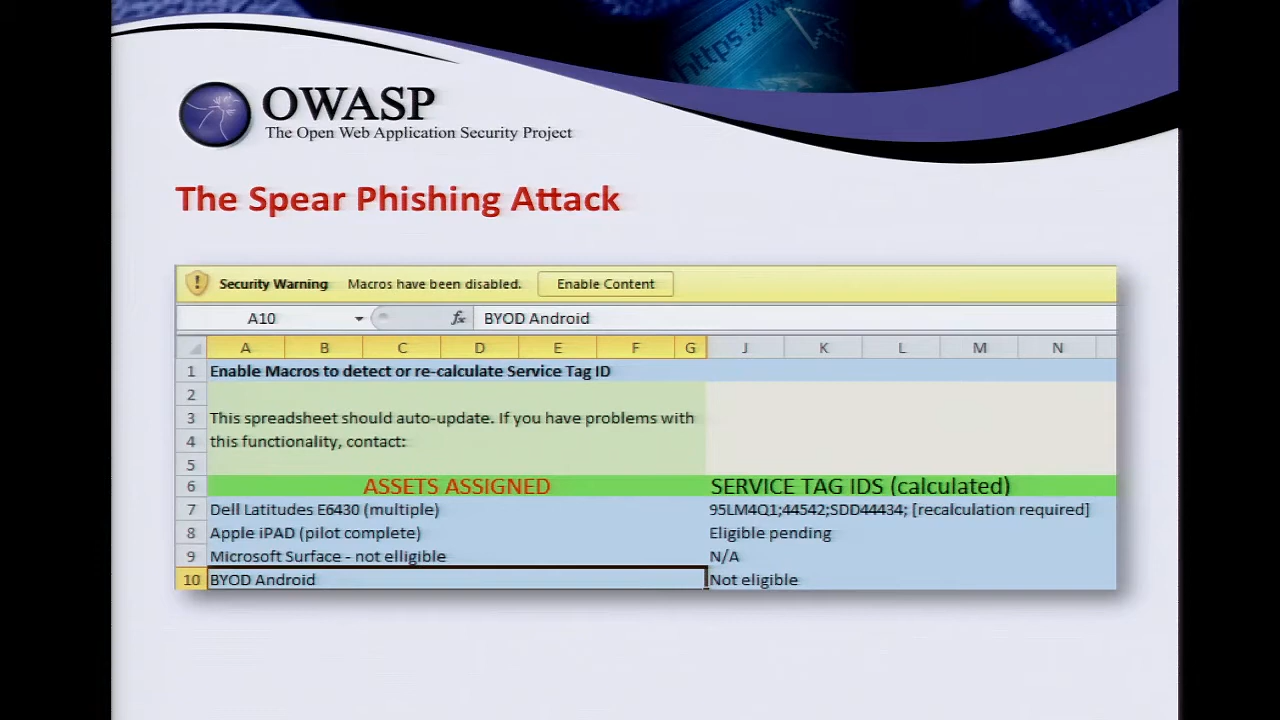 https://w
OWASP
The Open Web Application Security Project
The Spear Phishing Attack
! Security Warning Macros have been disabled. Enable Content
A10 fx BYOD Android
A B C D E F G J K L M N
1 Enable Macros to detect or re-calculate Service Tag ID
2
3 This spreadsheet should auto-update. If you have problems with
4 this functionality, contact:
5
6 ASSETS ASSIGNED SERVICE TAG IDS (calculated)
7 Dell Latitudes E6430 (multiple) 95LM4Q1;44542;SDD44434; [recalculation required]
8 Apple iPAD (pilot complete) Eligible pending
9 Microsoft Surface - not elligible N/A
10 BYOD Android Not eligible